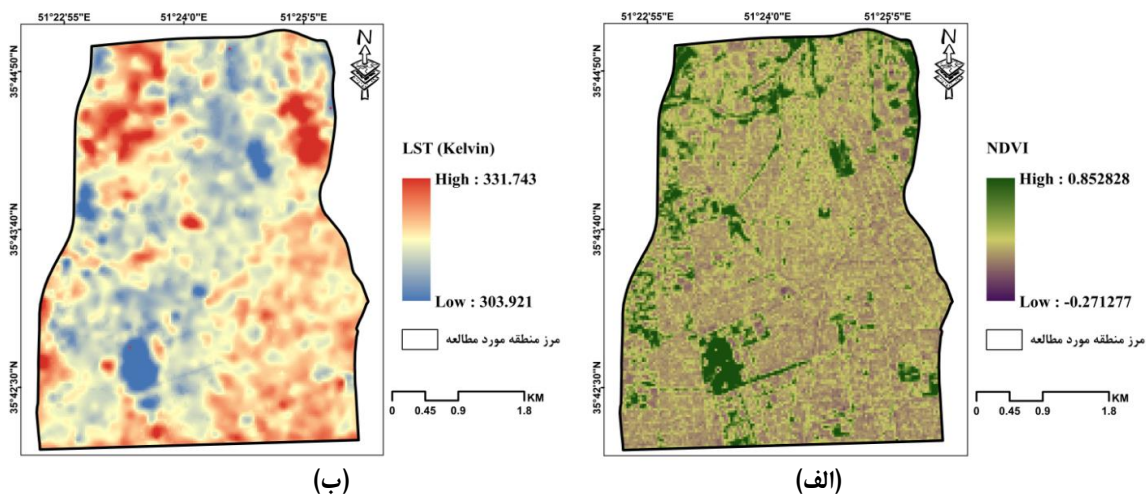 51°22'55"E 51°24'0"E 51°25'5"E
N
35°44'50"N
35°43'40"N
35°42'30"N
NDVI
High : 0.852828
Low : -0.271277
مرز منطقه مورد مطالعه
0 0.45 0.9 1.8 KM
(الف)
51°22'55"E 51°24'0"E 51°25'5"E
N
35°44'50"N
35°43'40"N
35°42'30"N
LST (Kelvin)
High : 331.743
Low : 303.921
مرز منطقه مورد مطالعه
0 0.45 0.9 1.8 KM
(ب)